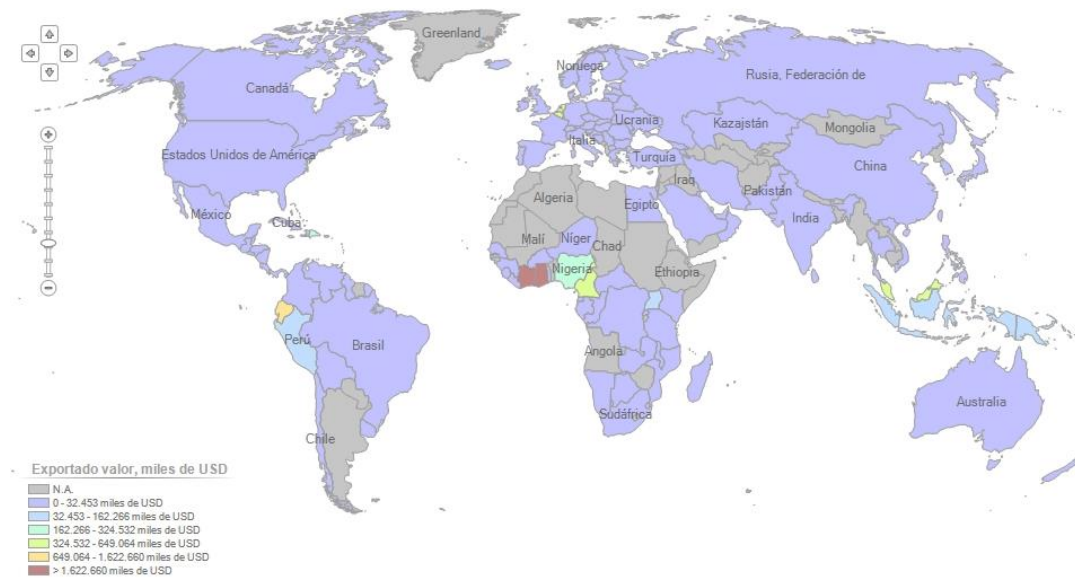 Greenland
Noruega
Rusia, Federación de
Canadá
Ucrania
Kazajstán
Mongolia
Italia
Estados Unidos de América
Turquía
China
Iraq
Pakistán
Algeria
Egipto
México
Cuba
India
Malí
Níger
Chad
Nigeria
Ethiopia
Perú
Brasil
Angola
Australia
Sudáfrica
Chile
Exportado valor, miles de USD
N.A.
0 - 32.453 miles de USD
32.453 - 162.266 miles de USD
162.266 - 324.532 miles de USD
324.532 - 649.064 miles de USD
649.064 - 1.622.660 miles de USD
> 1.622.660 miles de USD